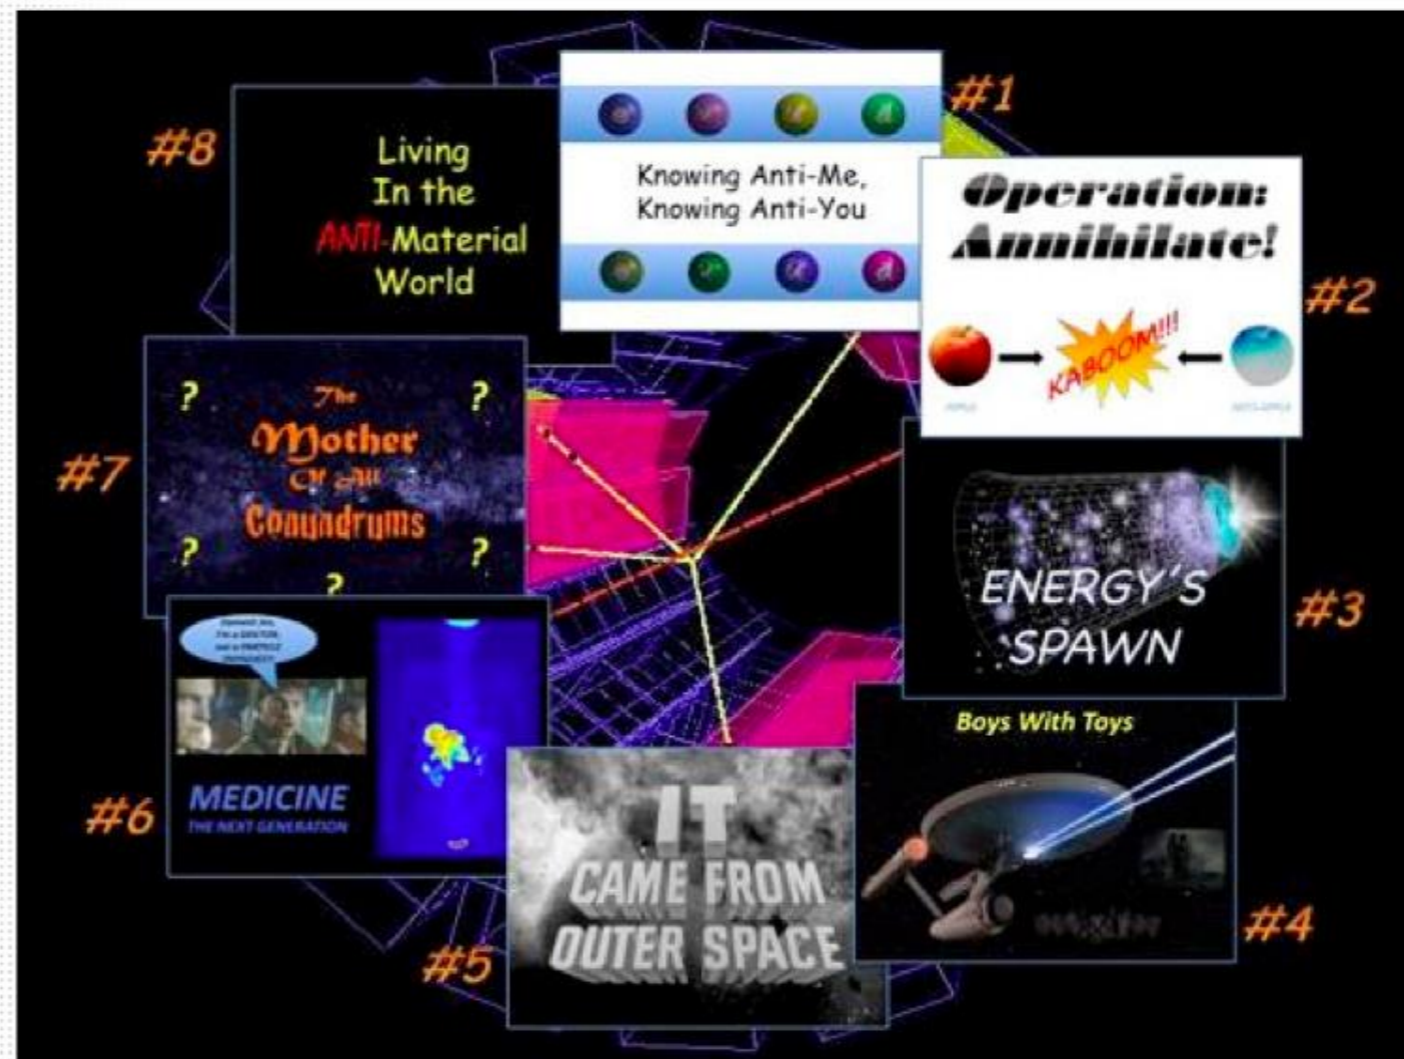 #1
Knowing Anti-Me,
Knowing Anti-You
#2
Operation:
Annihilate!
KABOOM!!!
#3
ENERGY'S
SPAWN
#4
Boys With Toys
#5
IT
CAME FROM
OUTER SPACE
#6
MEDICINE
THE NEXT GENERATION
#7
?
?
The
Mother
Of All
Conundrums
?
?
?
#8
Living
In the
ANTI-Material
World